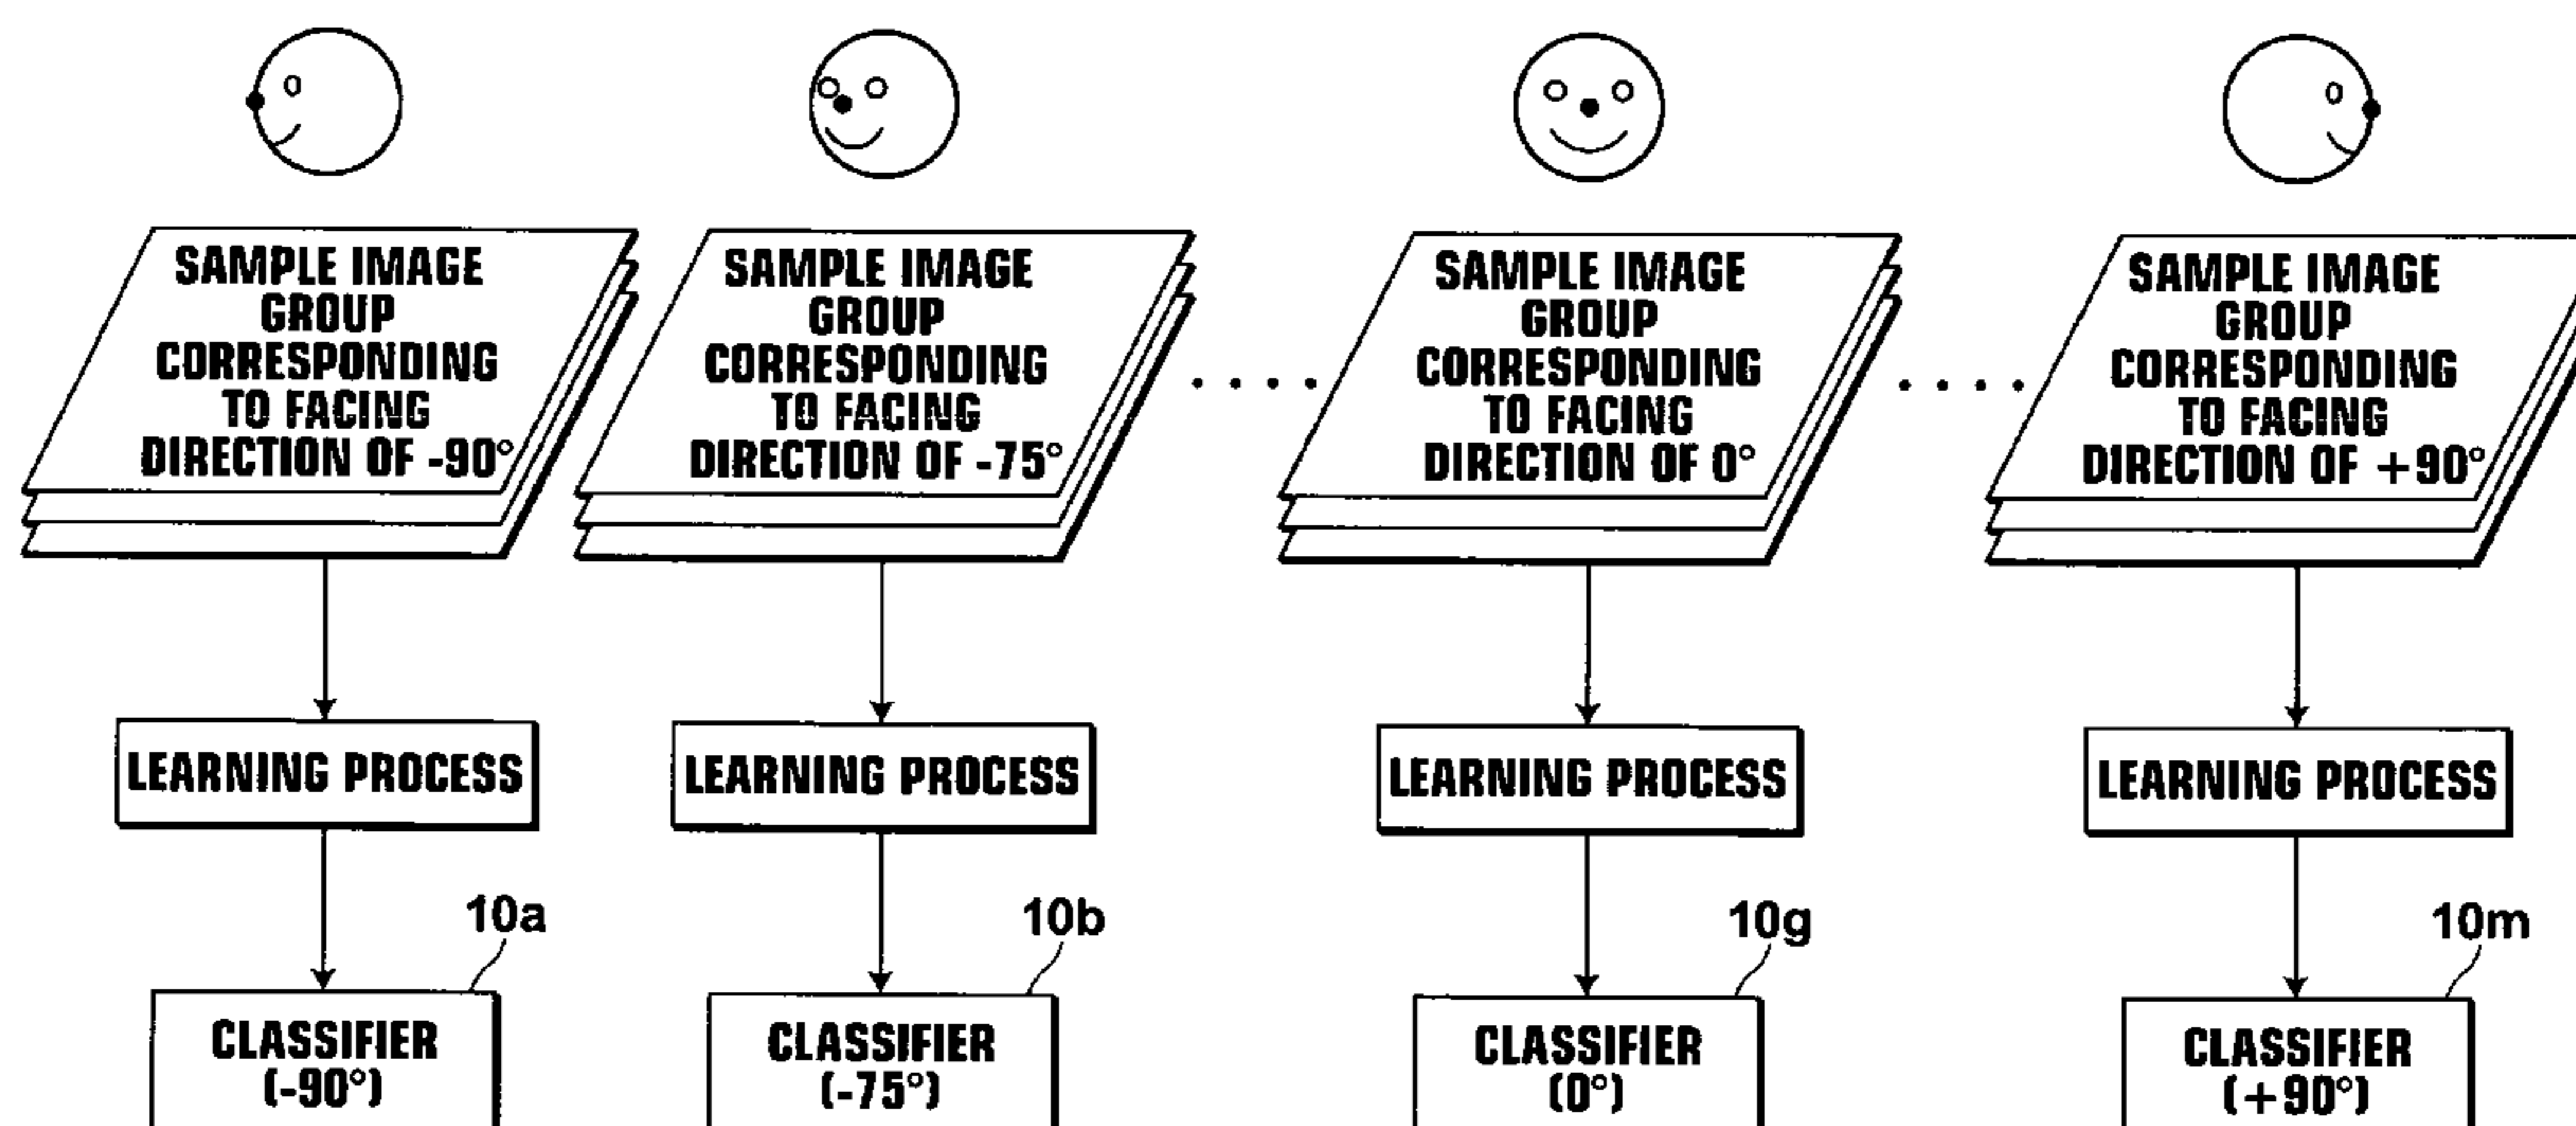 SAMPLE IMAGE
GROUP
CORRESPONDING
TO FACING
DIRECTION OF -90°
SAMPLE IMAGE
GROUP
CORRESPONDING
TO FACING
DIRECTION OF -75°
SAMPLE IMAGE
GROUP
CORRESPONDING
TO FACING
DIRECTION OF 0°
SAMPLE IMAGE
GROUP
CORRESPONDING
TO FACING
DIRECTION OF +90°
LEARNING PROCESS
LEARNING PROCESS
LEARNING PROCESS
LEARNING PROCESS
10a
10b
10g
10m
CLASSIFIER
(-90°)
CLASSIFIER
(-75°)
CLASSIFIER
(0°)
CLASSIFIER
(+90°)